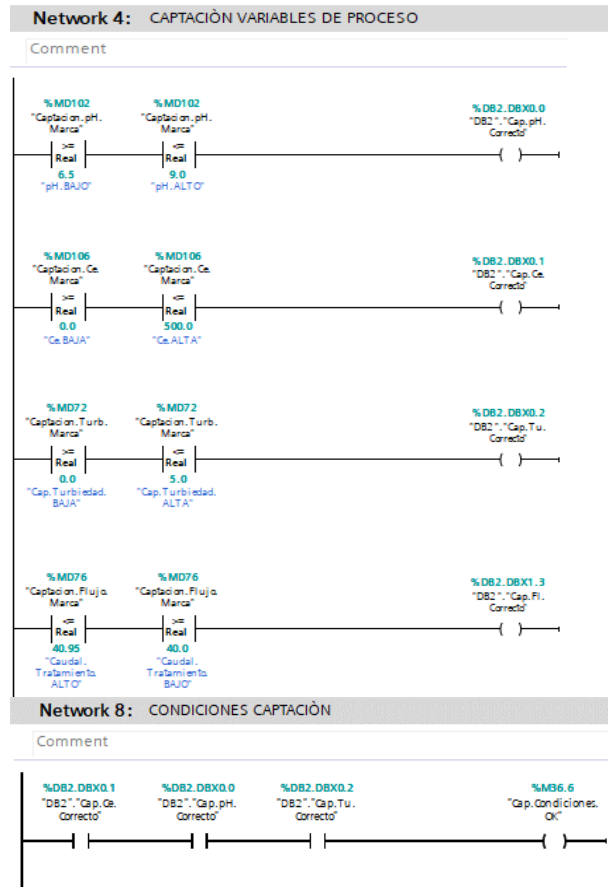 Network 4: CAPTACIÒN VARIABLES DE PROCESO
Comment
%MD102 %MD102 %DB2.DBX0.0
"Captacion.pH. "Captacion.pH. "DB2"."Cap.pH.
Marca" Marca" Correcto"
>= <=
Real Real
6.5 9.0
"pH.BAJO" "pH.ALTO"
%MD106 %MD106 %DB2.DBX0.1
"Captacion.Ce. "Captacion.Ce. "DB2"."Cap.Ce.
Marca" Marca" Correcto"
>= <=
Real Real
0.0 500.0
"Ce.BAJA" "Ce.ALTA"
%MD72 %MD72 %DB2.DBX0.2
"Captacion.Turb. "Captacion.Turb. "DB2"."Cap.Tu.
Marca" Marca" Correcto"
>= <=
Real Real
0.0 5.0
"Cap.Turbiedad. "Cap.Turbiedad.
BAJA" ALTA"
%MD76 %MD76 %DB2.DBX1.3
"Captacion.Flujo. "Captacion.Flujo. "DB2"."Cap.Fl.
Marca" Marca" Correcto"
<= >=
Real Real
40.95 40.0
"Caudal. "Caudal.
Tratamiento. Tratamiento.
ALTO" BAJO"
Network 8: CONDICIONES CAPTACIÒN
Comment
%DB2.DBX0.1 %DB2.DBX0.0 %DB2.DBX0.2 %M36.6
"DB2"."Cap.Ce. "DB2"."Cap.pH. "DB2"."Cap.Tu. "Cap.Condiciones.
Correcto" Correcto" Correcto" OK"